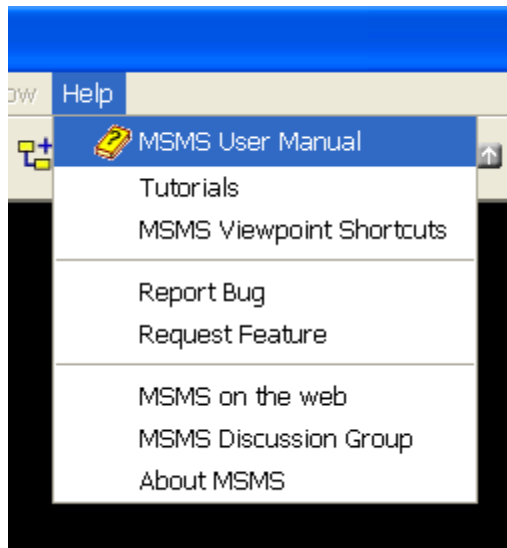 Help
MSMS User Manual
Tutorials
MSMS Viewpoint Shortcuts
Report Bug
Request Feature
MSMS on the web
MSMS Discussion Group
About MSMS